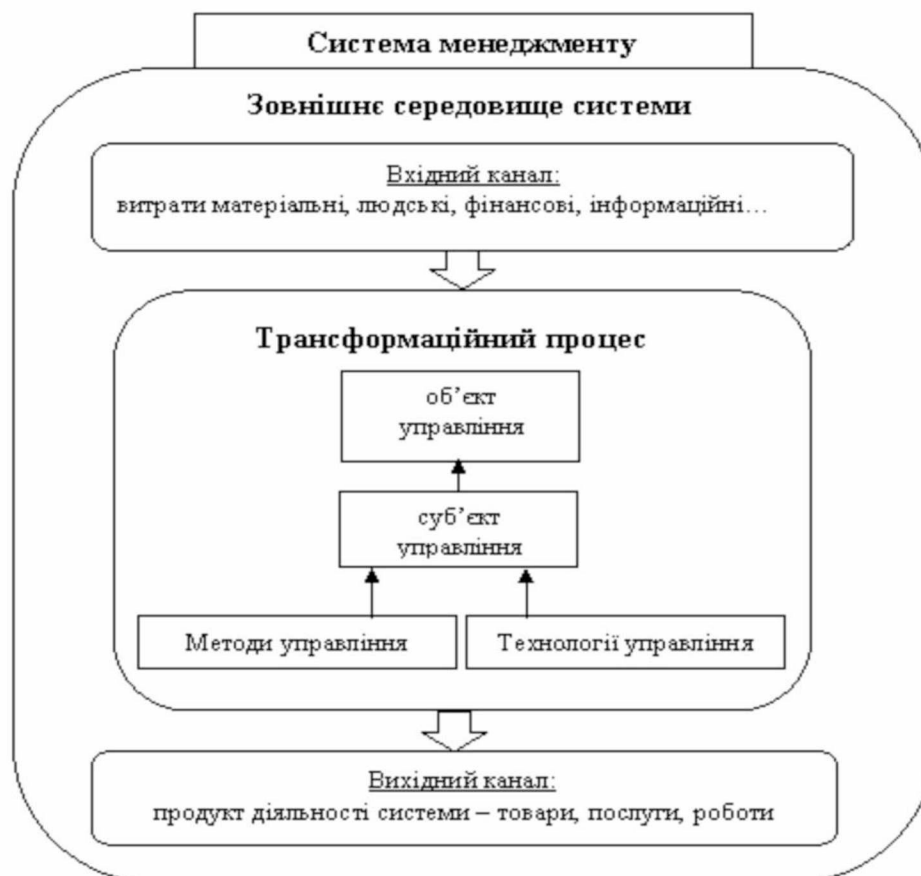 Система менеджменту
Зовнішнє середовище системи
Вхідний канал:
витрати матеріальні, людські, фінансові, інформаційні...
Трансформаційний процес
об’єкт
управління
суб’єкт
управління
Методи управління
Технології управління
Вихідний канал:
продукт діяльності системи – товари, послуги, роботи